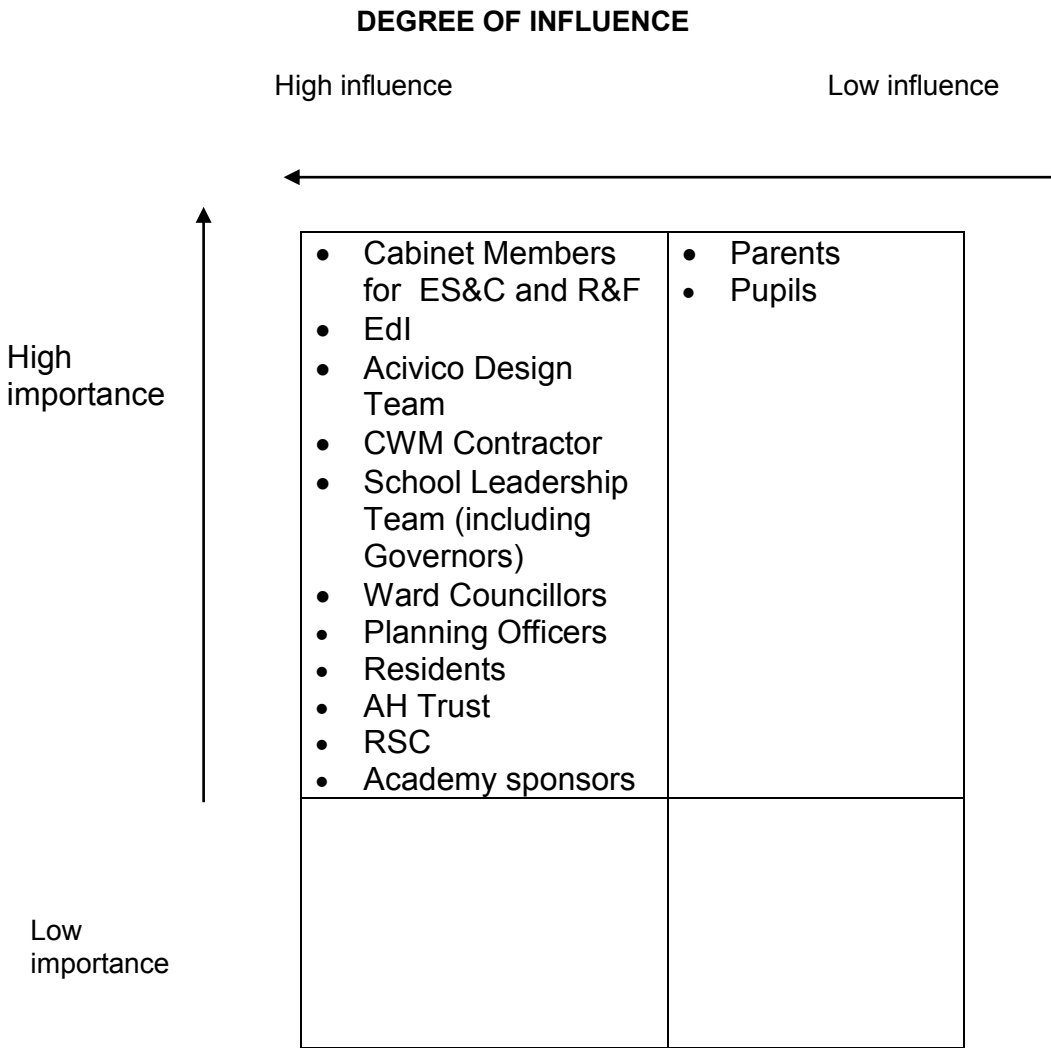 DEGREE OF INFLUENCE
High influence Low influence
High
importance
• Cabinet Members
for ES&C and R&F
• EdI
• Acivico Design
Team
• CWM Contractor
• School Leadership
Team (including
Governors)
• Ward Councillors
• Planning Officers
• Residents
• AH Trust
• RSC
• Academy sponsors
• Parents
• Pupils
Low
importance